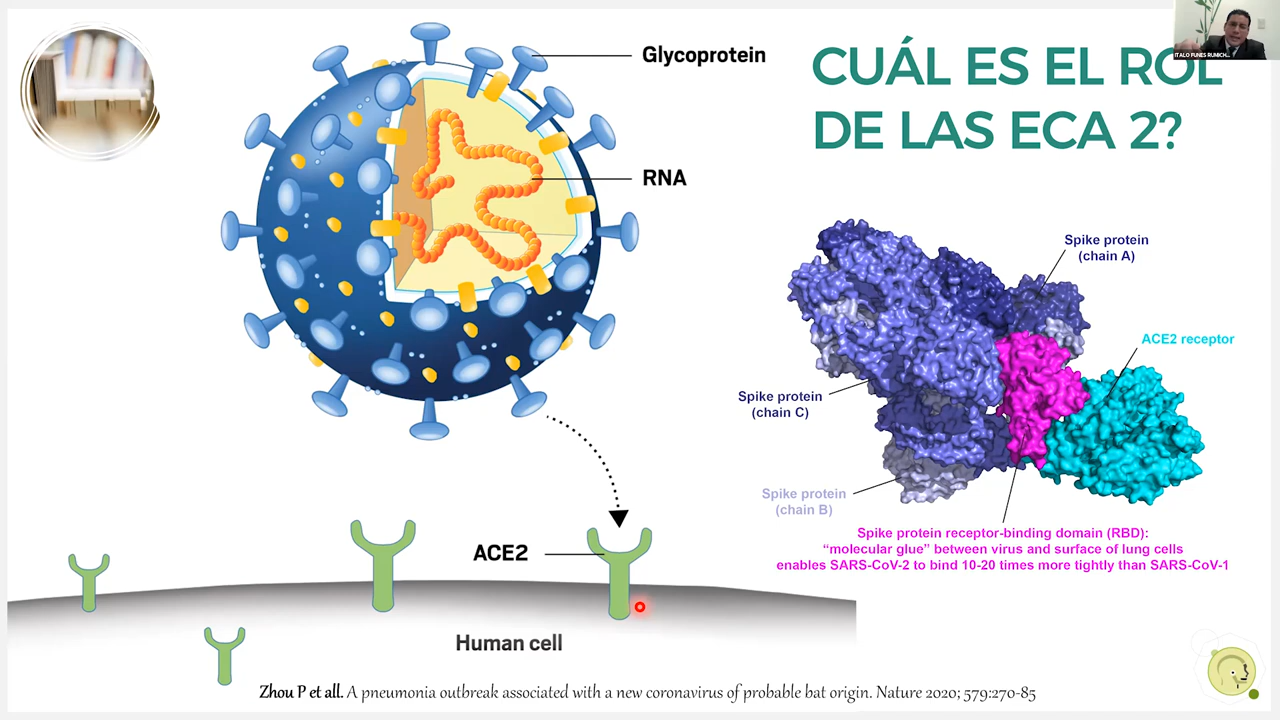 ITALO FUNES RUMICH...
CUÁL ES EL ROL
DE LAS ECA 2?
Glycoprotein
RNA
ACE2
Human cell
Spike protein
(chain A)
ACE2 receptor
Spike protein
(chain C)
Spike protein
(chain B)
Spike protein receptor-binding domain (RBD):
“molecular glue” between virus and surface of lung cells
enables SARS-CoV-2 to bind 10-20 times more tightly than SARS-CoV-1
Zhou P et all. A pneumonia outbreak associated with a new coronavirus of probable bat origin. Nature 2020; 579:270-85